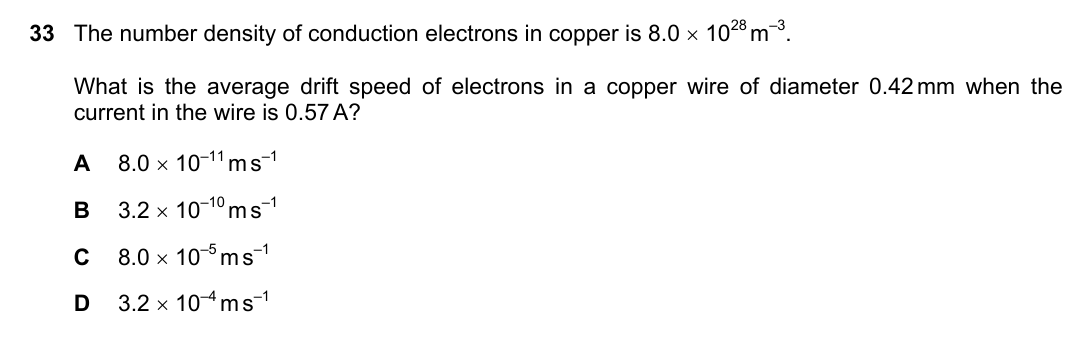 33 The number density of conduction electrons in copper is 8.0 × 10²⁸ m⁻³.
What is the average drift speed of electrons in a copper wire of diameter 0.42 mm when the
current in the wire is 0.57 A?
A 8.0 × 10⁻¹¹ m s⁻¹
B 3.2 × 10⁻¹⁰ m s⁻¹
C 8.0 × 10⁻⁵ m s⁻¹
D 3.2 × 10⁻⁴ m s⁻¹